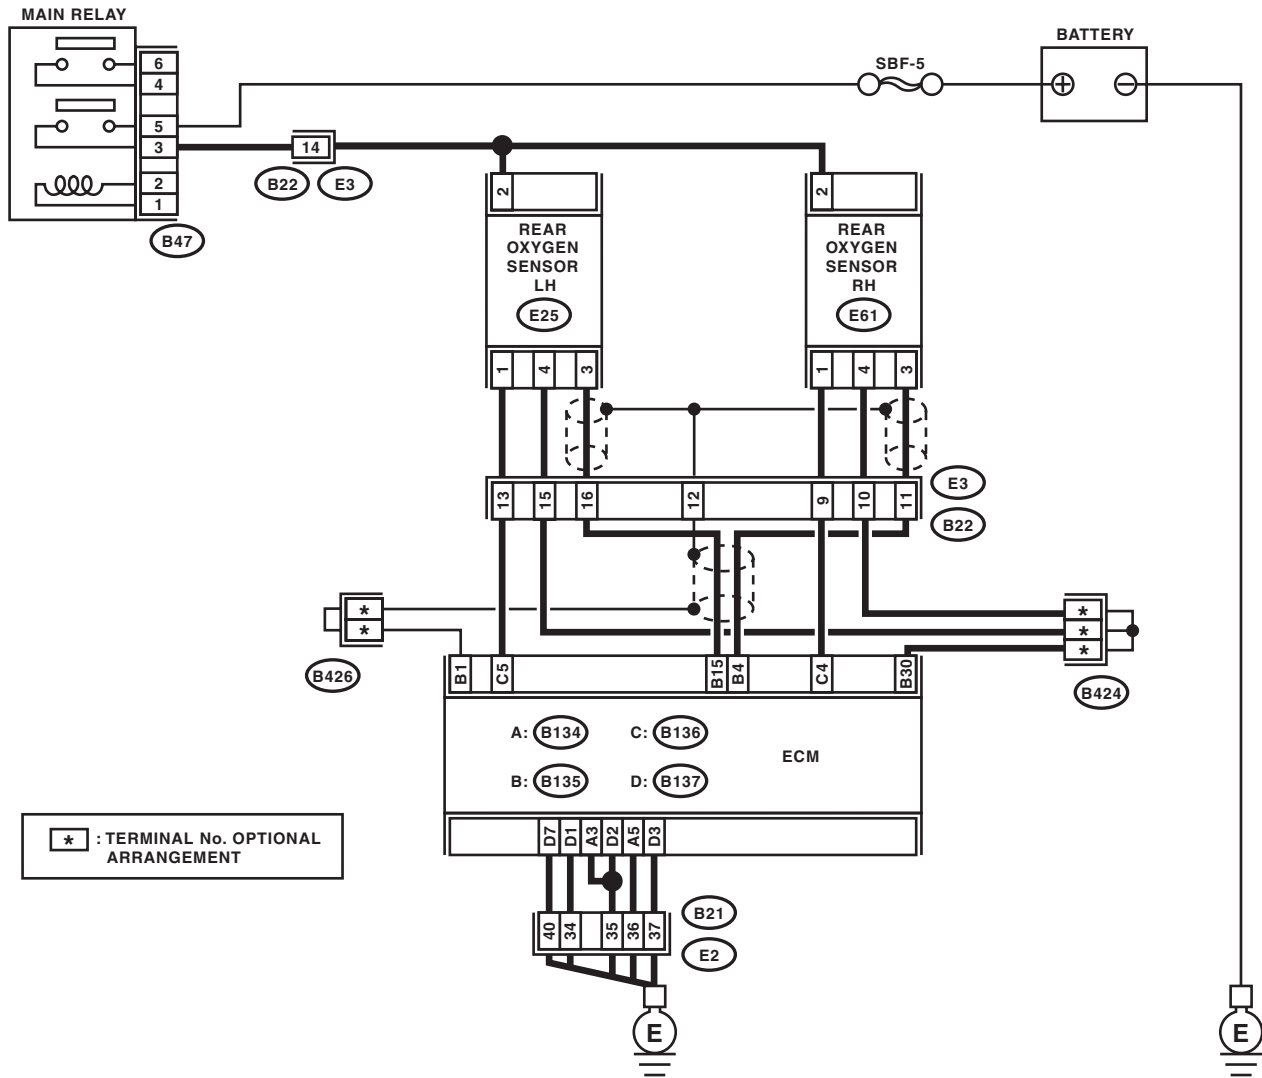 MAIN RELAY
BATTERY
SBF-5
6
4
5
3
2
1
14
B22 E3
B47
2
2
REAR
OXYGEN
SENSOR
LH
E25
REAR
OXYGEN
SENSOR
RH
E61
1 4 3
1 4 3
13 15 16 12 9 10 11
E3
B22
*
*
B426
*
*
*
B424
B1 C5 B15 B4 C4 B30
A: B134 C: B136
ECM
B: B135 D: B137
D7 D1 A3 D2 A5 D3
* : TERMINAL No. OPTIONAL
ARRANGEMENT
40 34 35 36 37
B21
E2
E
E